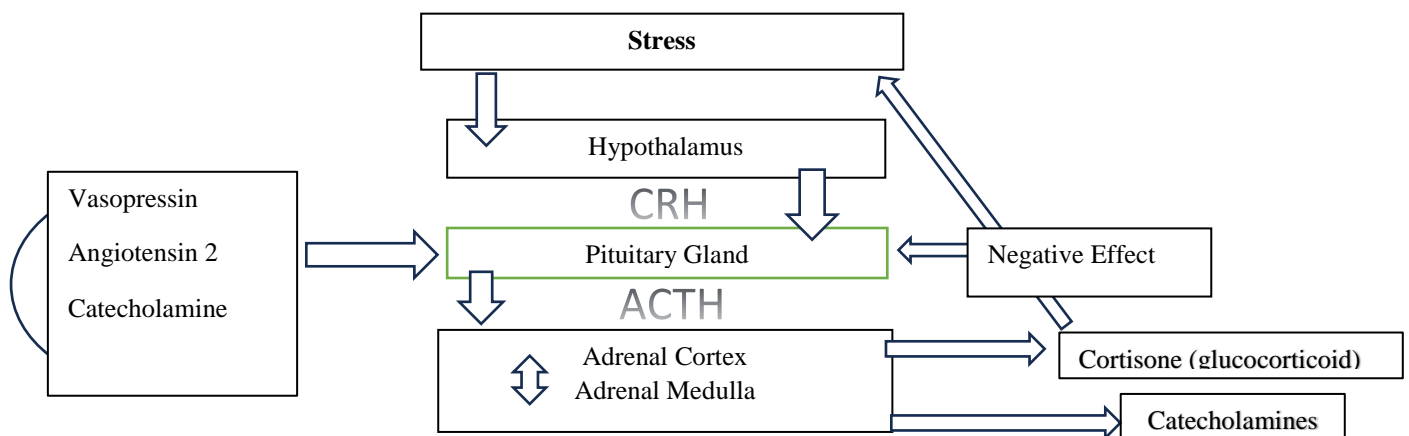 Stress
Hypothalamus
CRH
Vasopressin
Angiotensin 2
Catecholamine
Pituitary Gland
Negative Effect
ACTH
Adrenal Cortex
Adrenal Medulla
Cortisone (glucocorticoid)
Catecholamines